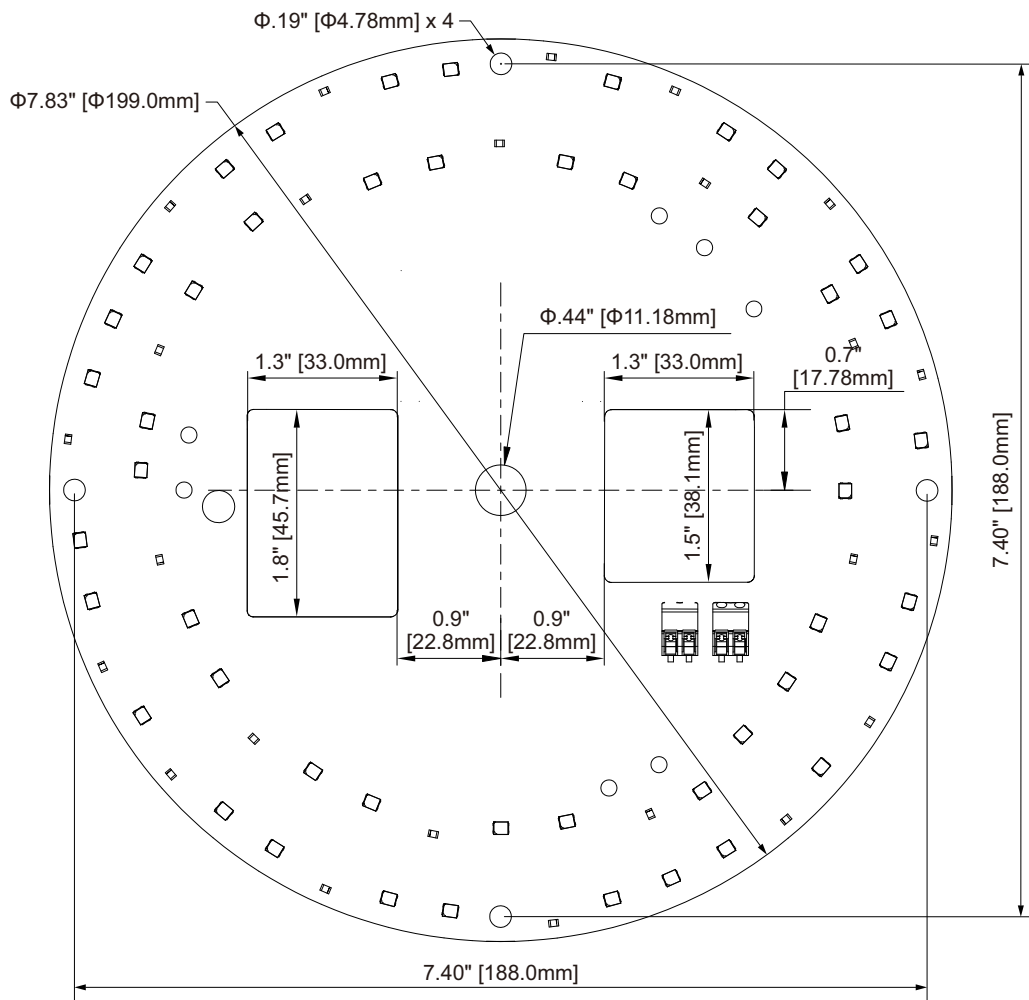 Φ.19" [Φ4.78mm] x 4
Φ7.83" [Φ199.0mm]
Φ.44" [Φ11.18mm]
1.3" [33.0mm]
1.3" [33.0mm]
0.7"
[17.78mm]
1.8" [45.7mm]
1.5" [38.1mm]
7.40" [188.0mm]
0.9"
[22.8mm]
0.9"
[22.8mm]
7.40" [188.0mm]